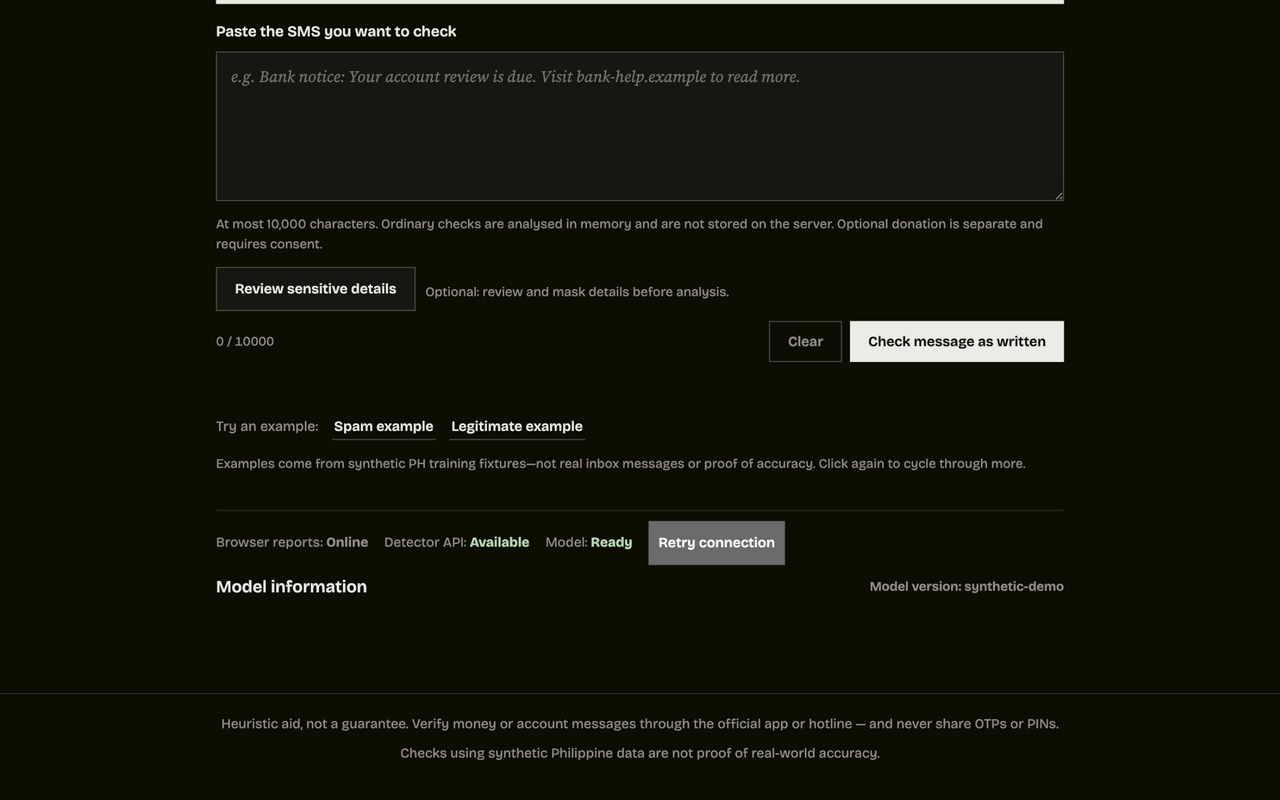 Paste the SMS you want to check
e.g. Bank notice: Your account review is due. Visit bank-help.example to read more.
At most 10,000 characters. Ordinary checks are analysed in memory and are not stored on the server. Optional donation is separate and
requires consent.
Review sensitive details Optional: review and mask details before analysis.
0 / 10000 Clear Check message as written
Try an example: Spam example Legitimate example
Examples come from synthetic PH training fixtures—not real inbox messages or proof of accuracy. Click again to cycle through more.
Browser reports: Online Detector API: Available Model: Ready Retry connection
Model information Model version: synthetic-demo
Heuristic aid, not a guarantee. Verify money or account messages through the official app or hotline — and never share OTPs or PINs.
Checks using synthetic Philippine data are not proof of real-world accuracy.